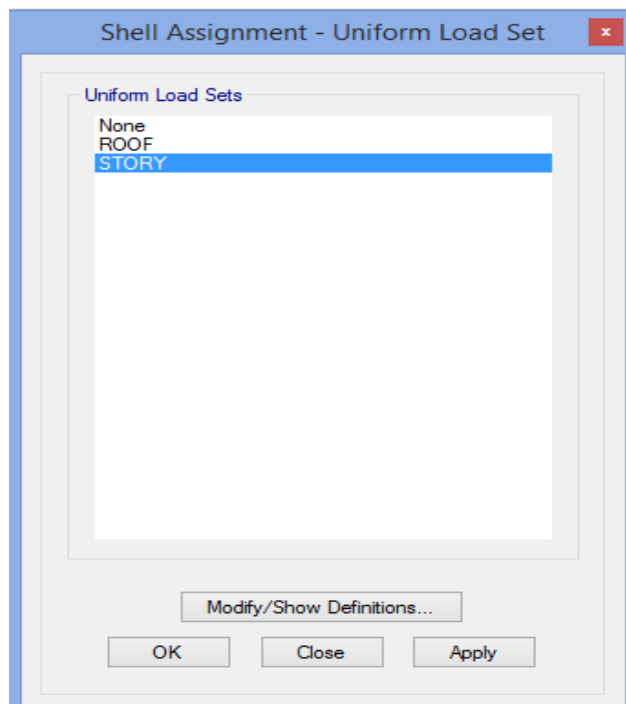 Shell Assignment - Uniform Load Set
x
Uniform Load Sets
None
ROOF
STORY
Modify/Show Definitions...
OK Close Apply